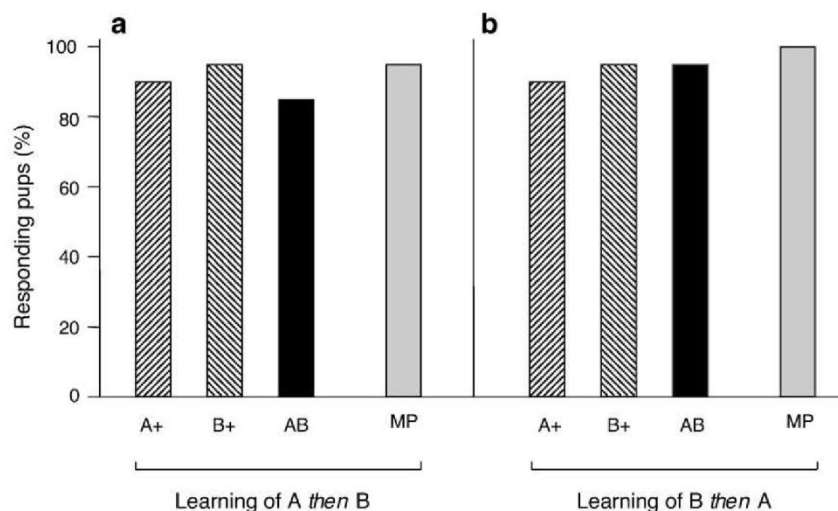 a
b
100
80
60
40
20
0
Responding pups (%)
A+ B+ AB MP
A+ B+ AB MP
Learning of A then B
Learning of B then A